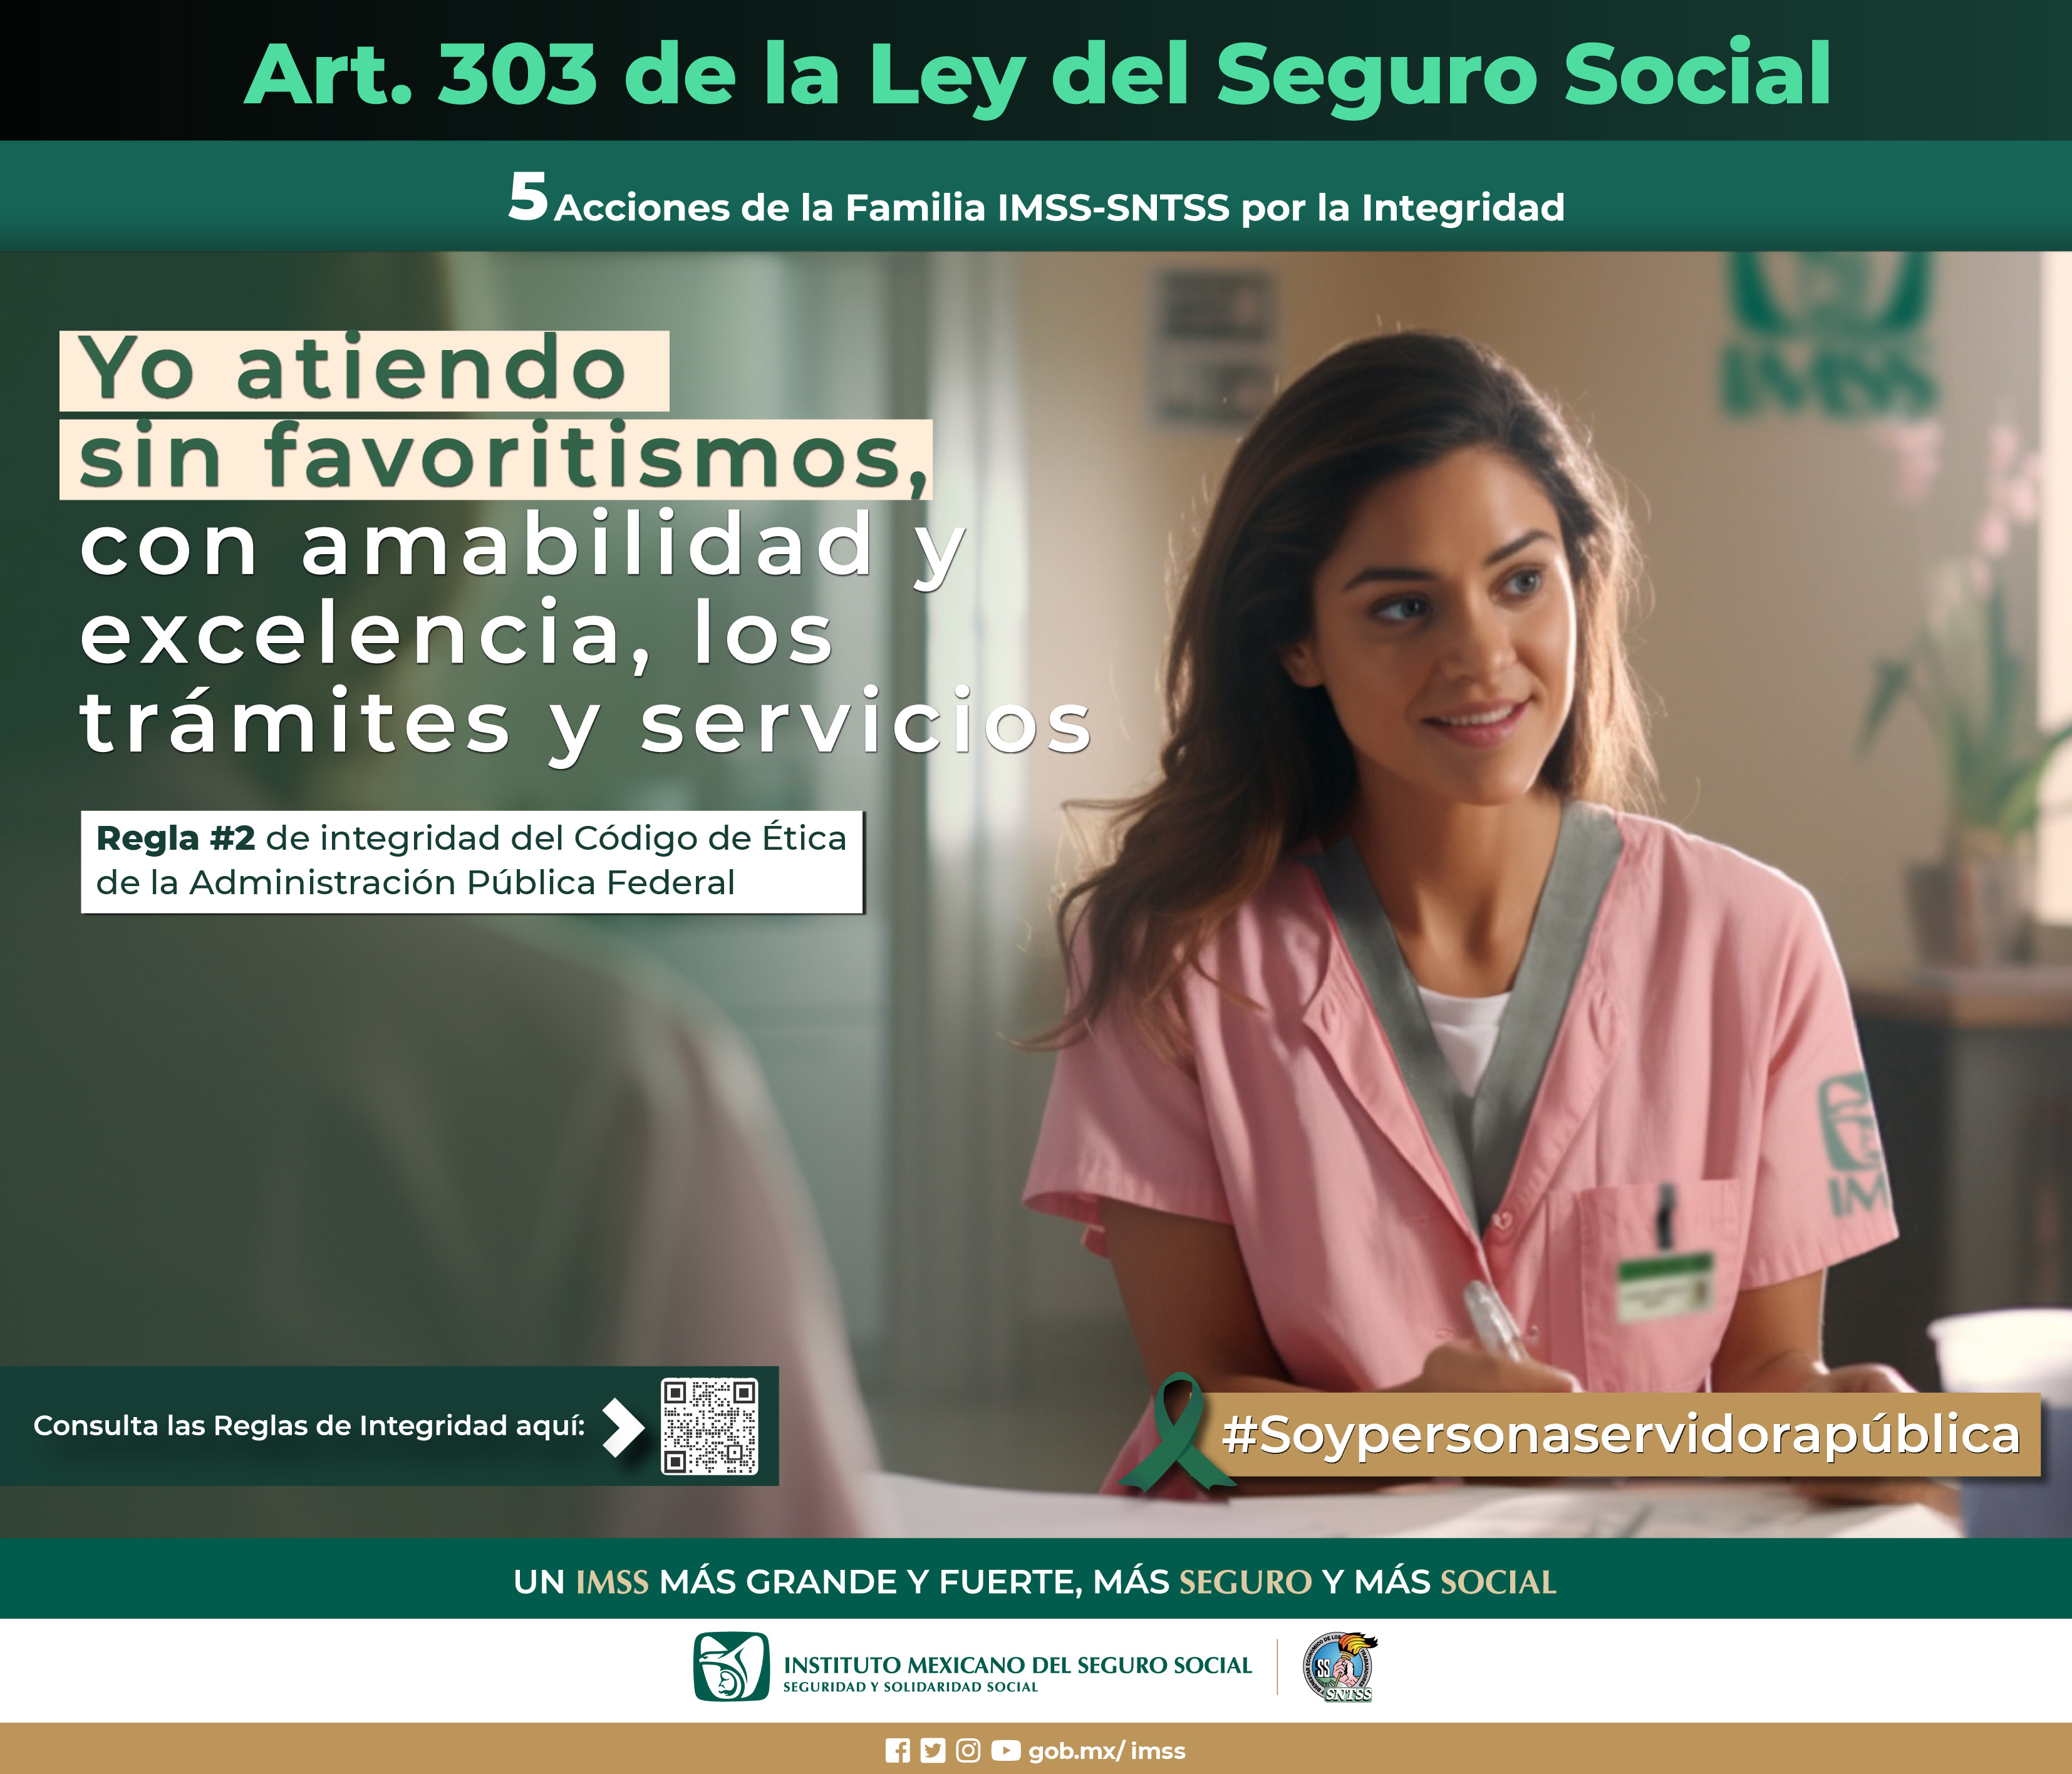 Art. 303 de la Ley del Seguro Social
5 Acciones de la Familia IMSS-SNTSS por la Integridad
IMSS
Yo atiendo
sin favoritismos,
con amabilidad y
excelencia, los
trámites y servicios
Regla #2 de integridad del Código de Ética
de la Administración Pública Federal
IM
Consulta las Reglas de Integridad aquí:
#Soypersonaservidorapública
UN IMSS MÁS GRANDE Y FUERTE, MÁS SEGURO Y MÁS SOCIAL
INSTITUTO MEXICANO DEL SEGURO SOCIAL
SEGURIDAD Y SOLIDARIDAD SOCIAL
SS
SNTSS
gob.mx/ imss